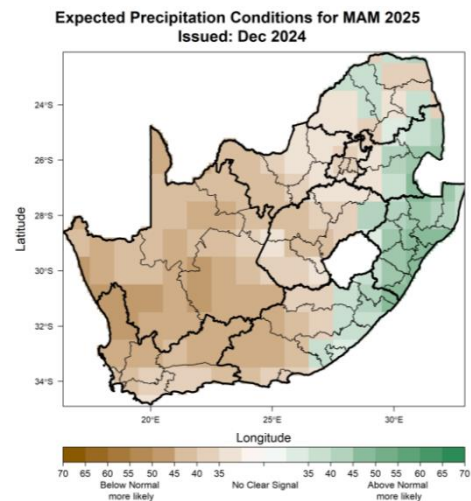 Expected Precipitation Conditions for MAM 2025
Issued: Dec 2024
24°S
26°S
28°S
30°S
32°S
34°S
Latitude
20°E
25°E
30°E
Longitude
70 65 60 55 50 45 40 35 35 40 45 50 55 60 65 70
Below Normal No Clear Signal Above Normal
more likely more likely